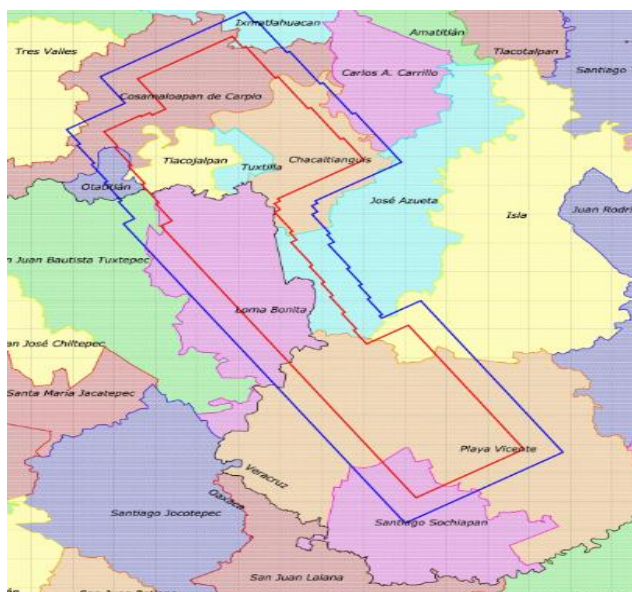 Ixmatlahuacan
Amatitlán
Tres Valles
Tlacotalpan
Santiago
Carlos A. Carrillo
Cosamaloapan de Carpio
Tlacojalpan
Tuxtilla
Chacaltianguis
Otatitlán
José Azueta
Isla
Juan Rodrí
n Juan Bautista Tuxtepec
Loma Bonita
an José Chiltepec
Santa María Jacatepec
Playa Vicente
Veracruz
Oaxaca
Santiago Jocotepec
Santiago Sochiapan
San Juan Lalana